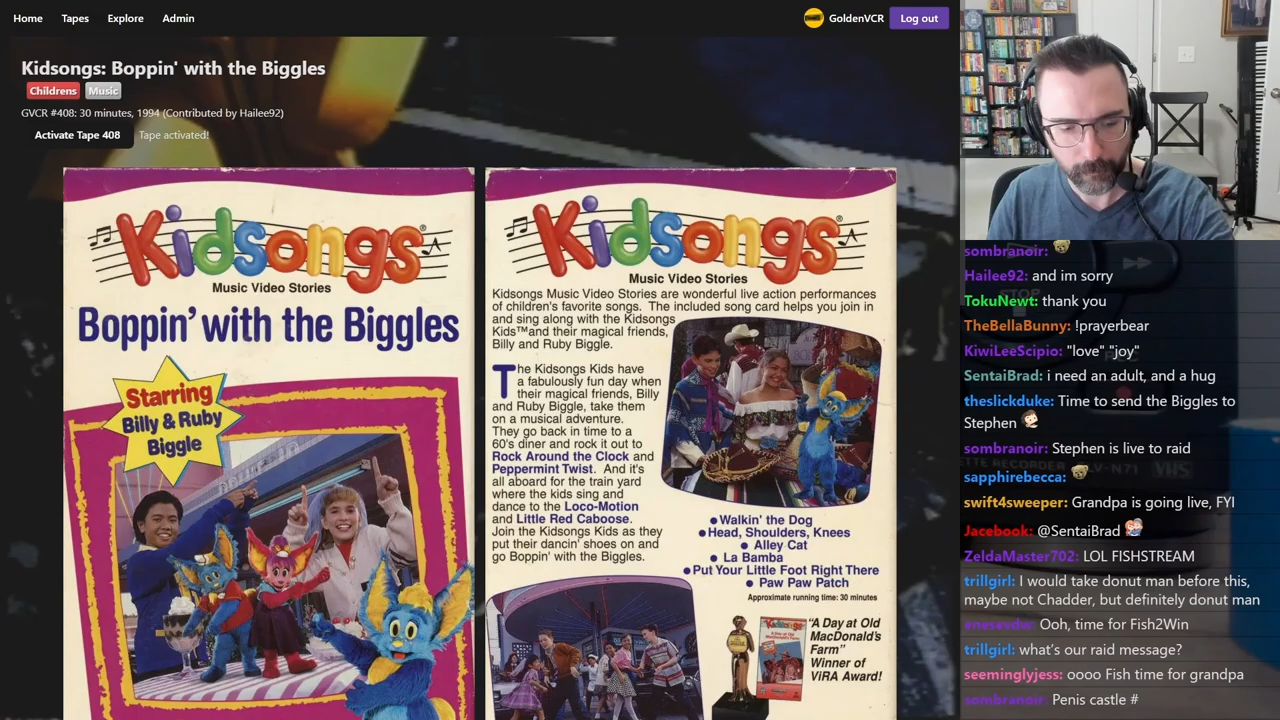 Home
Tapes
Explore
Admin
GoldenVCR
Log out
Kidsongs: Boppin' with the Biggles
Childrens
Music
GVCR #408: 30 minutes, 1994 (Contributed by Hailee92)
Activate Tape 408
Tape activated!
Kidsongs®
Music Video Stories
Boppin' with the Biggles
Starring
Billy & Ruby
Biggle
Kidsongs®
Music Video Stories
Kidsongs Music Video Stories are wonderful live action performances
of children's favorite songs. The included song card helps you join in
and sing along with the Kidsongs
Kids™and their magical friends,
Billy and Ruby Biggle.
The Kidsongs Kids have
a fabulously fun day when
their magical friends, Billy
and Ruby Biggle, take them
on a musical adventure.
They go back in time to a
60's diner and rock it out to
Rock Around the Clock and
Peppermint Twist. And it's
all aboard for the train yard
where the kids sing and
dance to the Loco-Motion
and Little Red Caboose.
Join the Kidsongs Kids as they
put their dancin' shoes on and
go Boppin' with the Biggles.
●Walkin' the Dog
●Head, Shoulders, Knees
● Alley Cat
● La Bamba
●Put Your Little Foot Right There
● Paw Paw Patch
Approximate running time: 30 minutes
"A Day at Old
MacDonald's
Farm"
Winner of
ViRA Award!
sombranoir:
Hailee92: and im sorry
TokuNewt: thank you
TheBellaBunny: !prayerbear
KiwiLeeScipio: "love" "joy"
SentaiBrad: i need an adult, and a hug
theslickduke: Time to send the Biggles to
Stephen
sombranoir: Stephen is live to raid
sapphirebecca:
swift4sweeper: Grandpa is going live, FYI
Jacebook: @SentaiBrad
ZeldaMaster702: LOL FISHSTREAM
trillgirl: I would take donut man before this,
maybe not Chadder, but definitely donut man
Ooh, time for Fish2Win
trillgirl: what's our raid message?
seeminglyjess: oooo Fish time for grandpa
sombranoir: Penis castle #
STOP
VHS